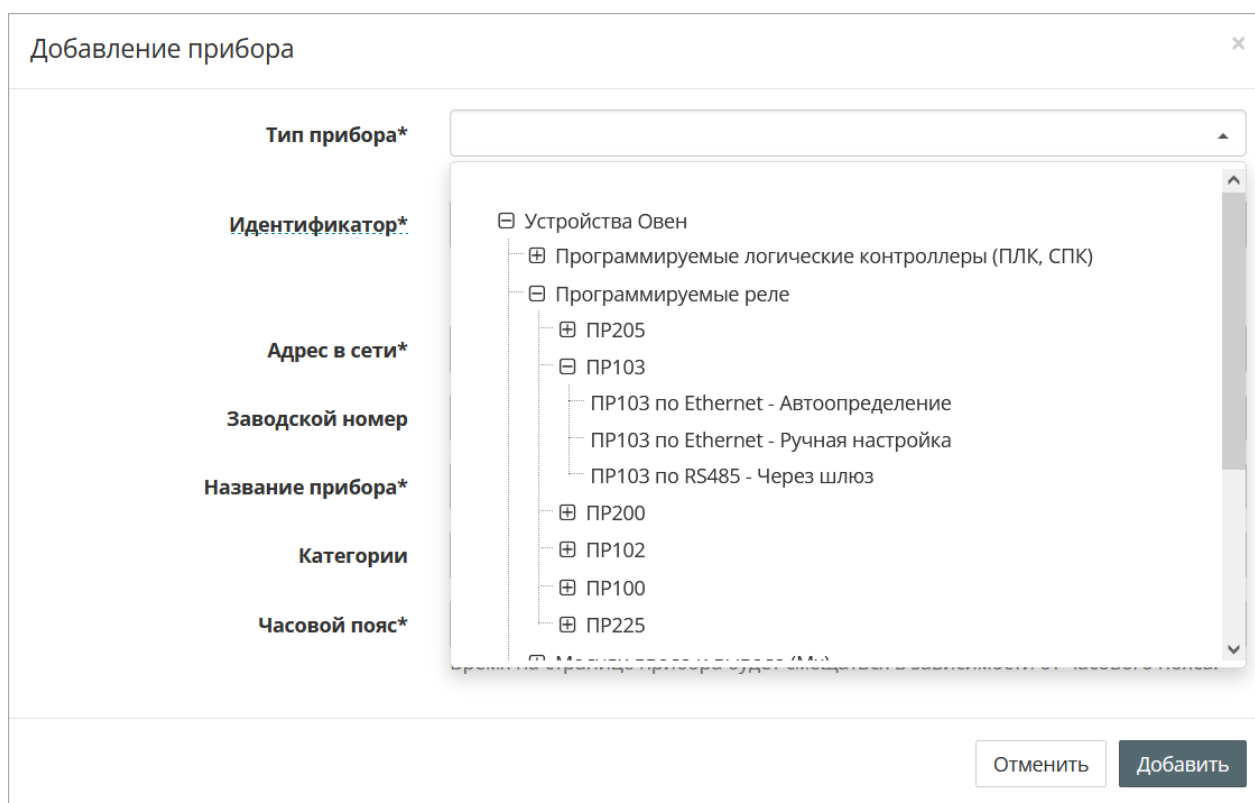 Добавление прибора
×
Тип прибора*
Идентификатор*
Устройства Овен
Программируемые логические контроллеры (ПЛК, СПК)
Программируемые реле
ПР205
Адрес в сети*
ПР103
ПР103 по Ethernet - Автоопределение
Заводской номер
ПР103 по Ethernet - Ручная настройка
ПР103 по RS485 - Через шлюз
Название прибора*
ПР200
Категории
ПР102
ПР100
Часовой пояс*
ПР225
Отменить
Добавить